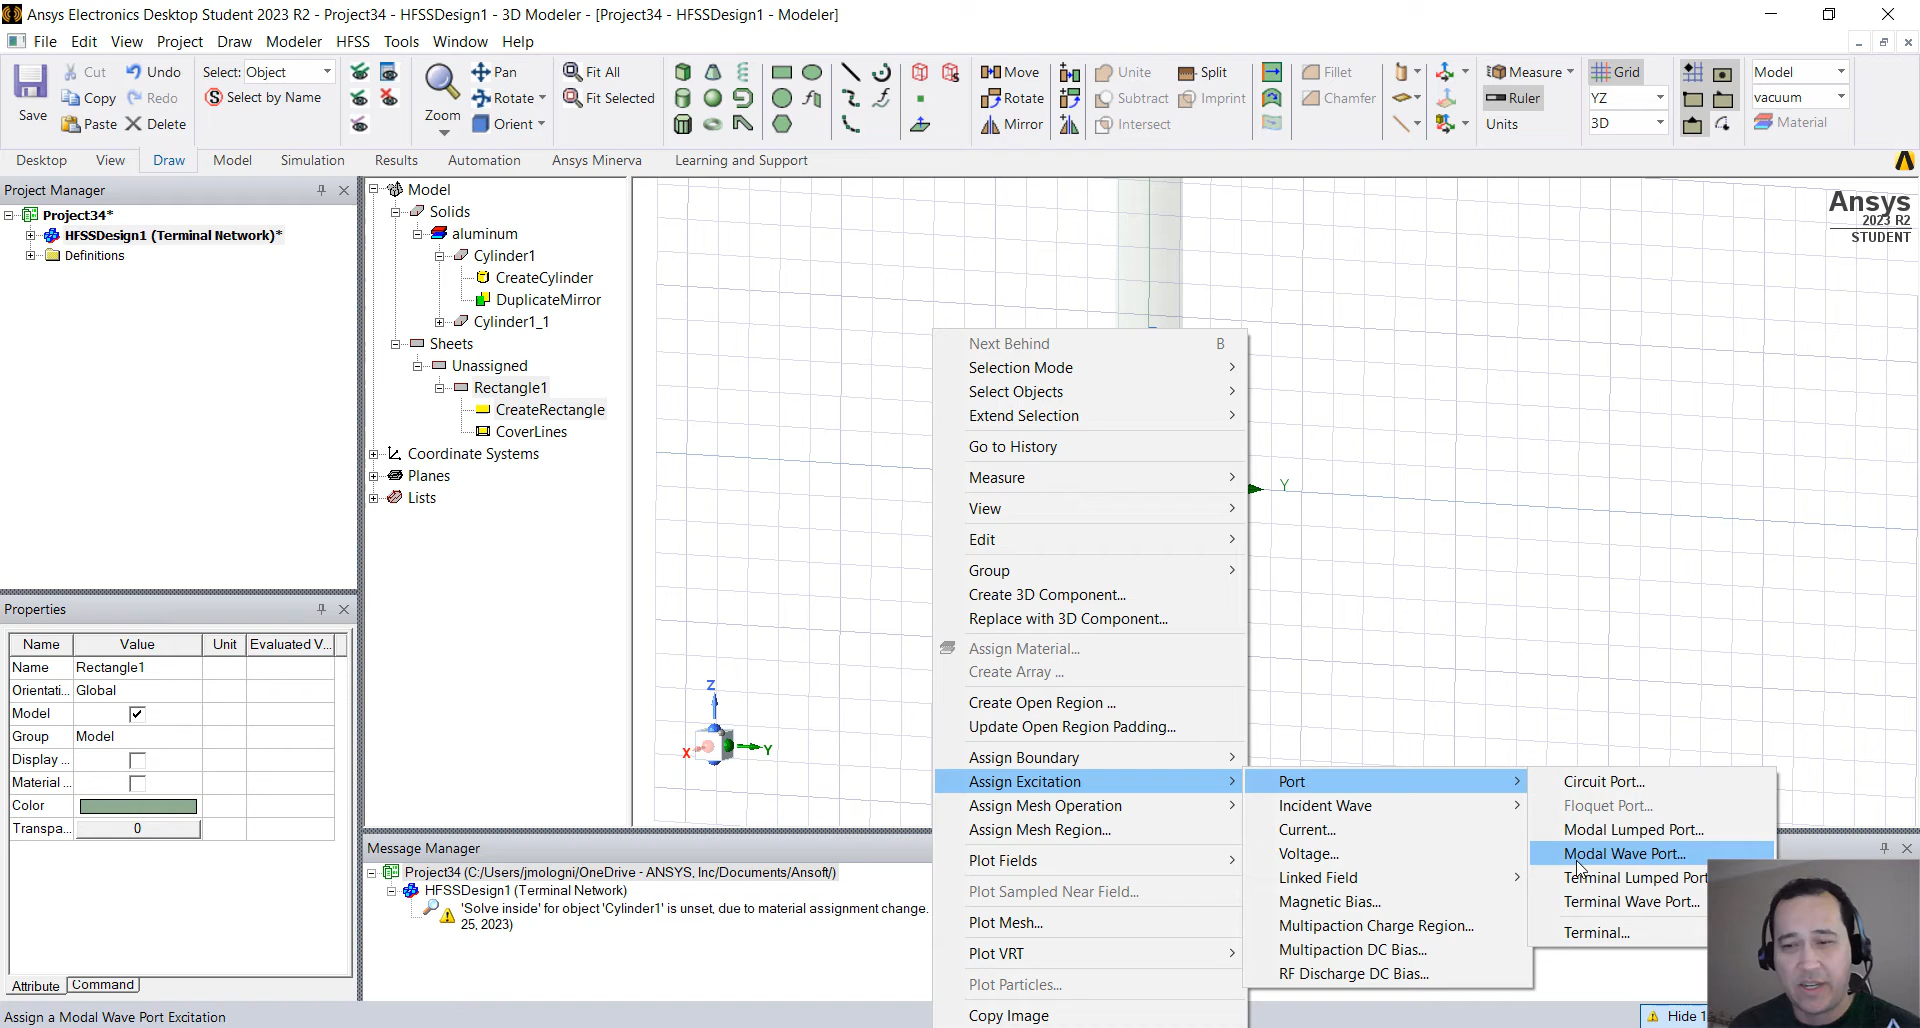 Ansys Electronics Desktop Student 2023 R2 - Project34 - HFSSDesign1 - 3D Modeler - [Project34 - HFSSDesign1 - Modeler]
File Edit View Project Draw Modeler HFSS Tools Window Help
Save
Cut Undo
Copy Redo
Paste Delete
Select: Object
Select by Name
Zoom
Pan
Rotate
Orient
Fit All
Fit Selected
Move
Rotate
Mirror
Unite Split
Subtract Imprint
Intersect
Fillet
Chamfer
Measure
Ruler
Units
Grid
YZ
3D
Model
vacuum
Material
Desktop View Draw Model Simulation Results Automation Ansys Minerva Learning and Support
Project Manager
Project34*
HFSSDesign1 (Terminal Network)*
Definitions
Model
Solids
aluminum
Cylinder1
CreateCylinder
DuplicateMirror
Cylinder1_1
Sheets
Unassigned
Rectangle1
CreateRectangle
CoverLines
Coordinate Systems
Planes
Lists
Ansys
2023 R2
STUDENT
Y
Z
X
Y
Properties
Name Value Unit Evaluated V...
Name Rectangle1
Orientati... Global
Model
Group Model
Display ...
Material ...
Color
Transpa... 0
Attribute Command
Assign a Modal Wave Port Excitation
Message Manager
Project34 (C:/Users/jmologni/OneDrive - ANSYS, Inc/Documents/Ansoft/)
HFSSDesign1 (Terminal Network)
'Solve inside' for object 'Cylinder1' is unset, due to material assignment change.
25, 2023)
Next Behind B
Selection Mode
Select Objects
Extend Selection
Go to History
Measure
View
Edit
Group
Create 3D Component...
Replace with 3D Component...
Assign Material...
Create Array ...
Create Open Region ...
Update Open Region Padding...
Assign Boundary
Assign Excitation
Assign Mesh Operation
Assign Mesh Region...
Plot Fields
Plot Sampled Near Field...
Plot Mesh...
Plot VRT
Plot Particles...
Copy Image
Port
Incident Wave
Current...
Voltage...
Linked Field
Magnetic Bias...
Multipaction Charge Region...
Multipaction DC Bias...
RF Discharge DC Bias...
Circuit Port...
Floquet Port...
Modal Lumped Port...
Modal Wave Port...
Terminal Lumped Port
Terminal Wave Port...
Terminal...
Hide 1